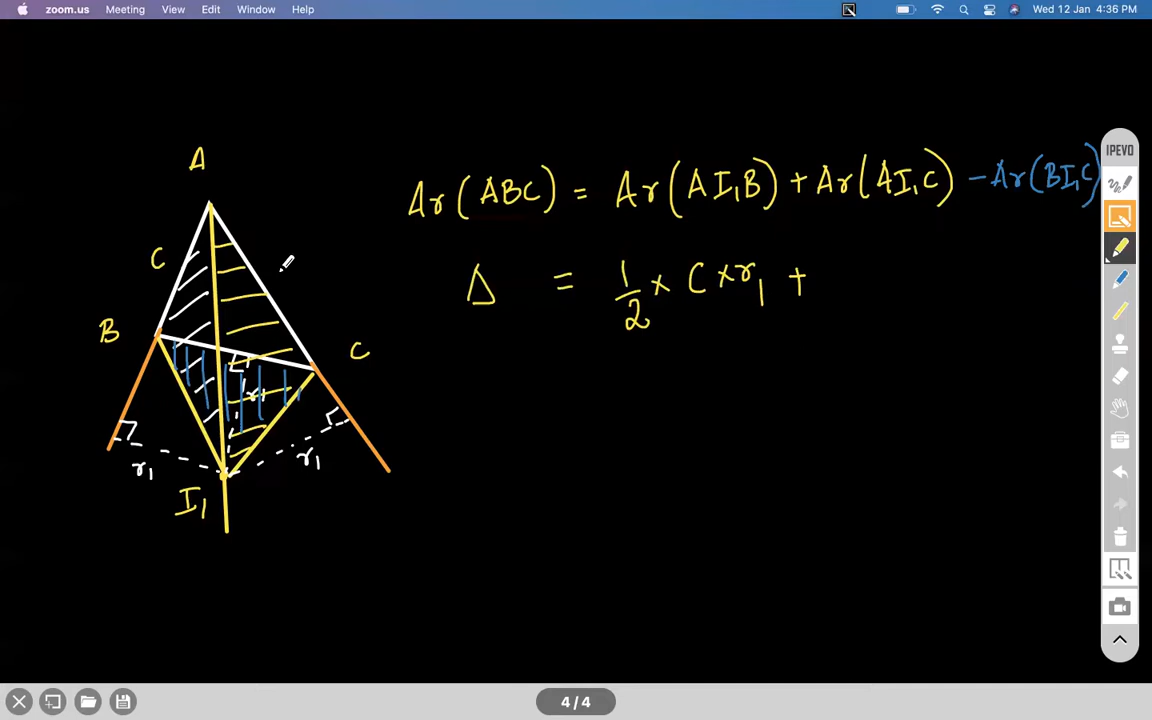 zoom.us Meeting View Edit Window Help Wed 12 Jan 4:36 PM
IPEVO
A
Ar(ABC) = Ar(AI₁B) + Ar(AI₁C) - Ar(BI₁C)
C
Δ = 1/2 × C × r₁ +
B
C
r₁
r₁
r₁
I₁
4/4